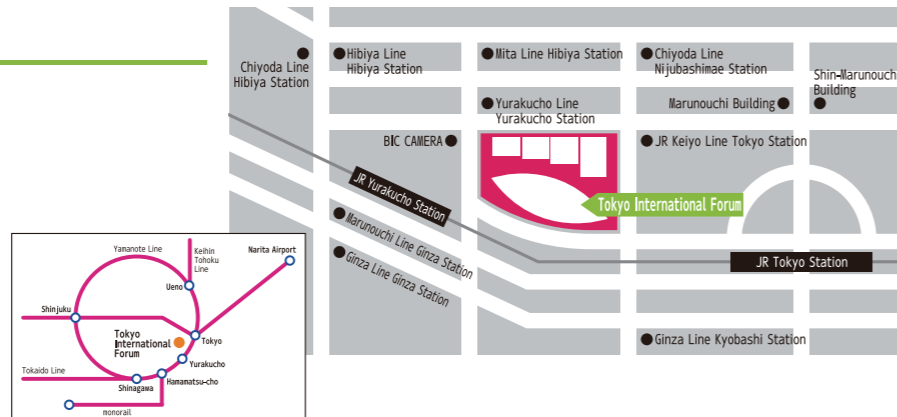 Chiyoda Line
Hibiya Station
Hibiya Line
Hibiya Station
Mita Line Hibiya Station
Chiyoda Line
Nijubashimae Station
Shin-Marunouch
Building
Yurakucho Line
Yurakucho Station
Marunouchi Building
BIC CAMERA
JR Keiyo Line Tokyo Station
JR Yurakucho Station
Tokyo International Forum
Marunouchi Line Ginza Station
Ginza Line Ginza Station
JR Tokyo Station
Ginza Line Kyobashi Station
Yamanote Line
Keihin
Tohoku
Line
Narita Airport
Ueno
Shinjuku
Tokyo
International
Forum
Tokyo
Yurakucho
Tokaido Line
Hamamatsu-cho
Shinagawa
monorail